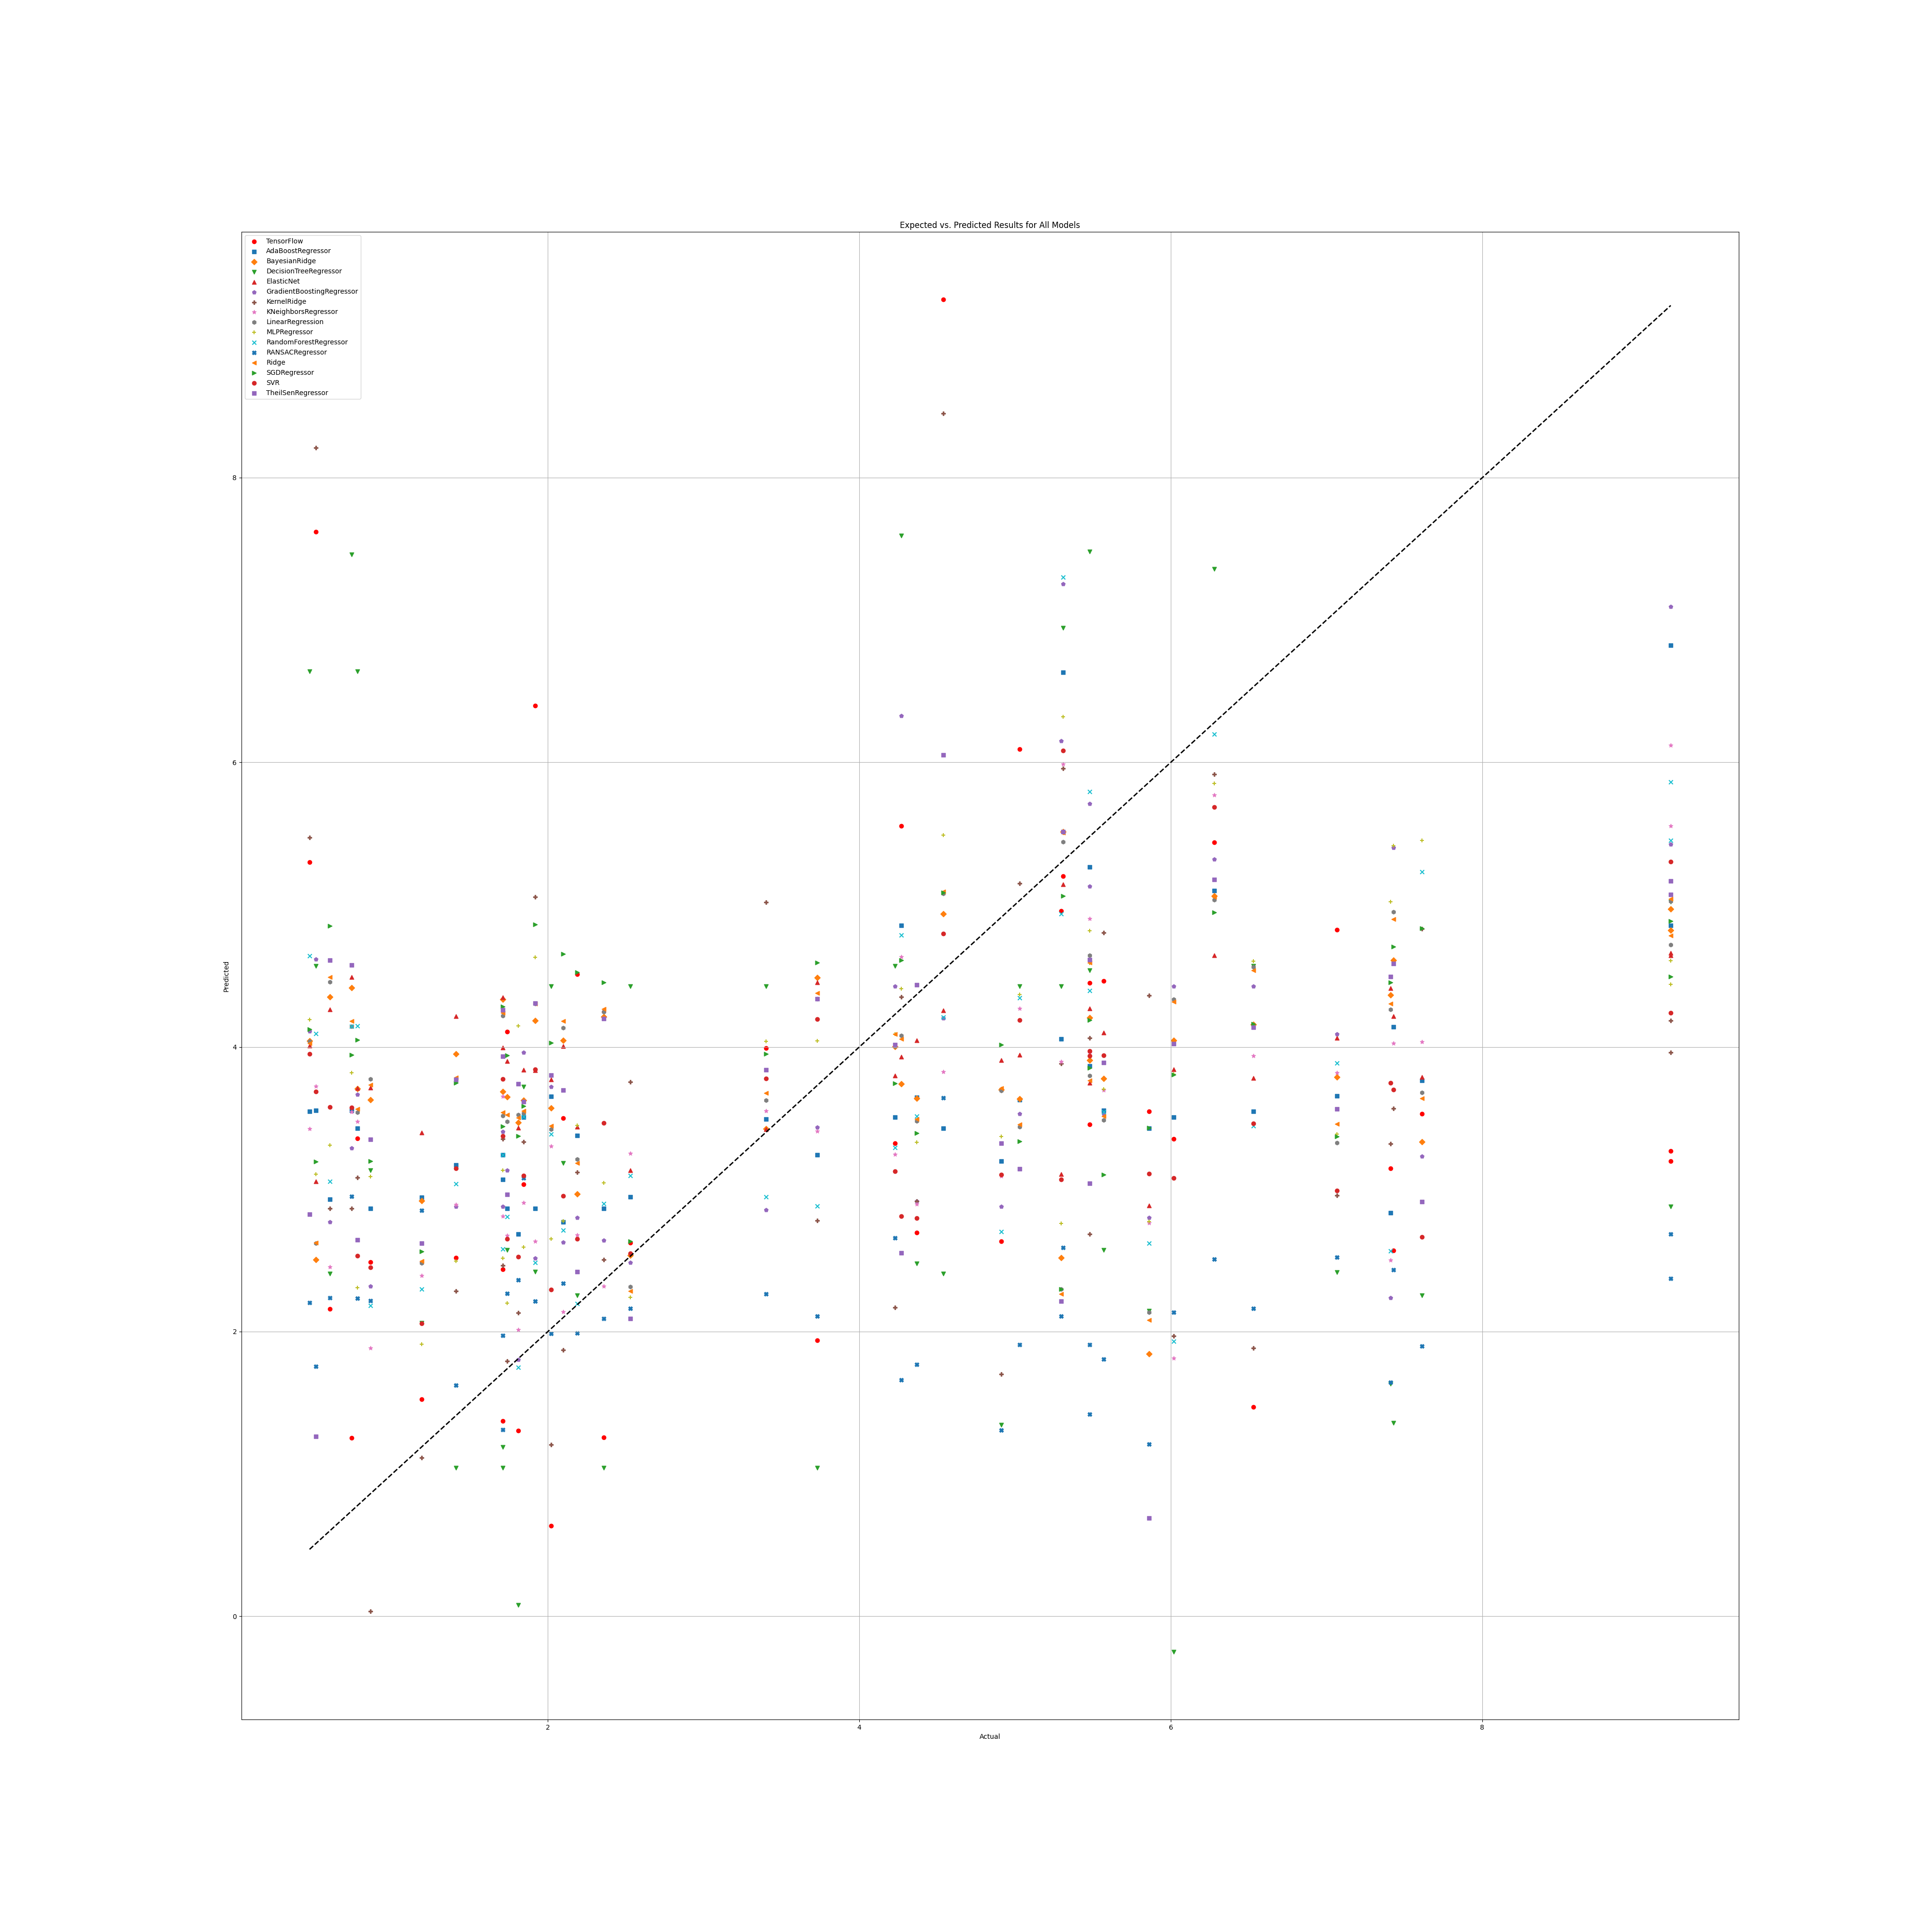 Expected vs. Predicted Results for All Models
TensorFlow
AdaBoostRegressor
BayesianRidge
DecisionTreeRegressor
ElasticNet
GradientBoostingRegressor
KernelRidge
KNeighborsRegressor
LinearRegression
MLPRegressor
RandomForestRegressor
RANSACRegressor
Ridge
SGDRegressor
SVR
TheilSenRegressor
8
6
Predicted
4
2
0
2 4 6 8
Actual